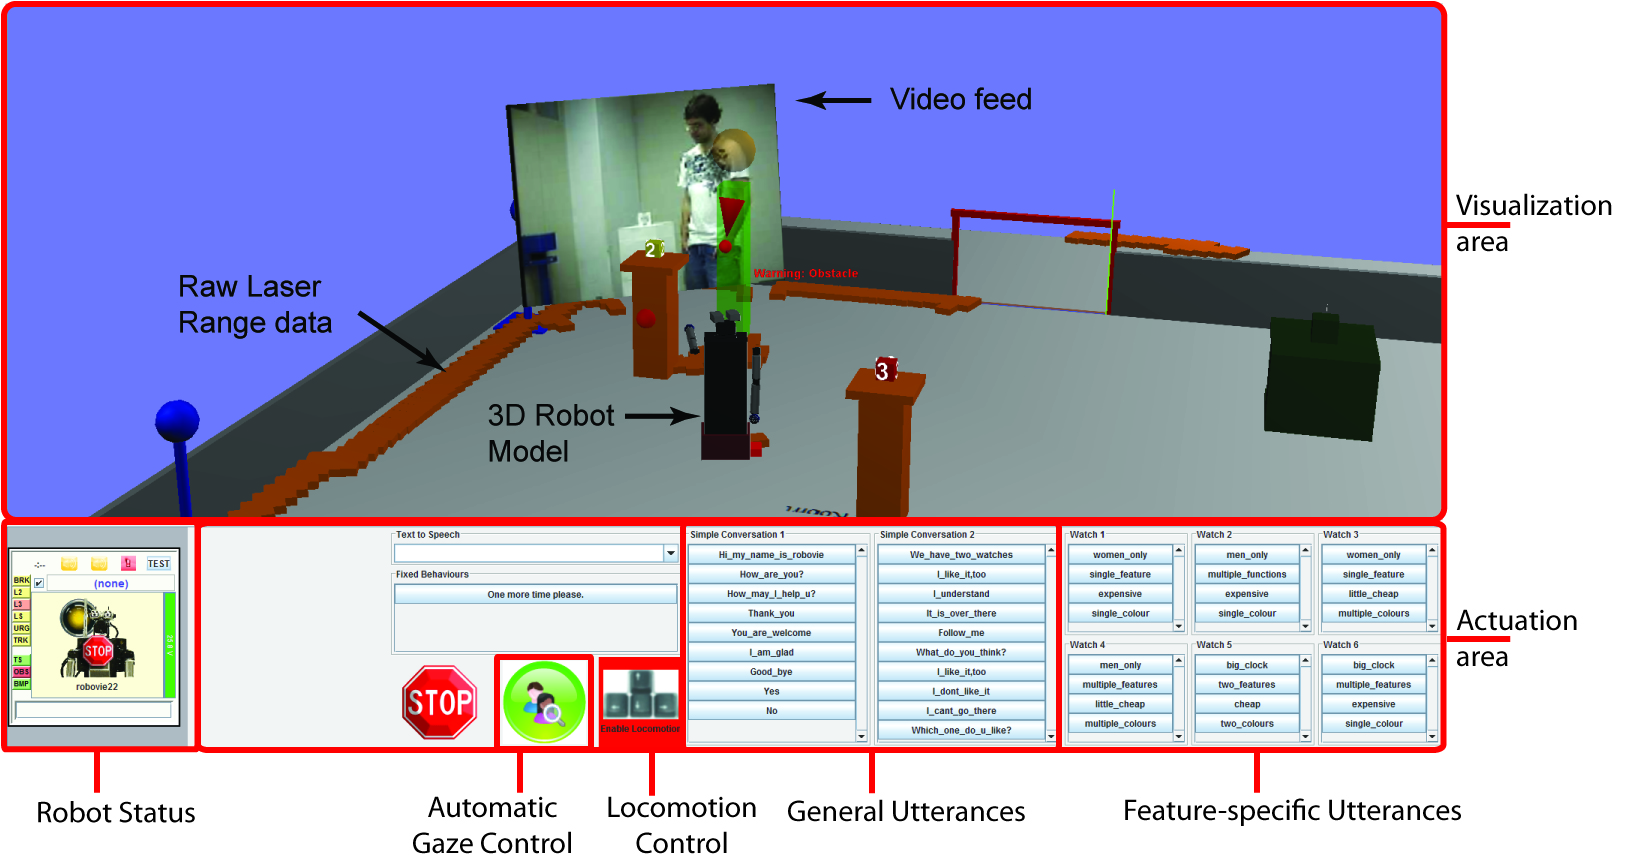 Video feed
Visualization
area
2
Warning: Obstacle
Raw Laser
Range data
3
3D Robot
Model
Room
TEST
BRK
(none)
L2
L3
LS
URG
TRK
TS
OBS
BMP
STOP
robovie22
Text to Speech
Fixed Behaviours
One more time please.
STOP
Enable Locomotion
Simple Conversation 1
Hi_my_name_is_robovie
How_are_you?
How_may_I_help_u?
Thank_you
You_are_welcome
I_am_glad
Good_bye
Yes
No
Simple Conversation 2
We_have_two_watches
I_like_it,too
I_understand
It_is_over_there
Follow_me
What_do_you_think?
I_like_it,too
I_dont_like_it
I_cant_go_there
Which_one_do_u_like?
Watch 1
women_only
single_feature
expensive
single_colour
Watch 2
men_only
multiple_functions
expensive
single_colour
Watch 3
women_only
single_feature
little_cheap
multiple_colours
Watch 4
men_only
multiple_features
little_cheap
multiple_colours
Watch 5
big_clock
two_features
cheap
two_colours
Watch 6
big_clock
multiple_features
expensive
single_colour
Actuation
area
Robot Status
Automatic
Gaze Control
Locomotion
Control
General Utterances
Feature-specific Utterances